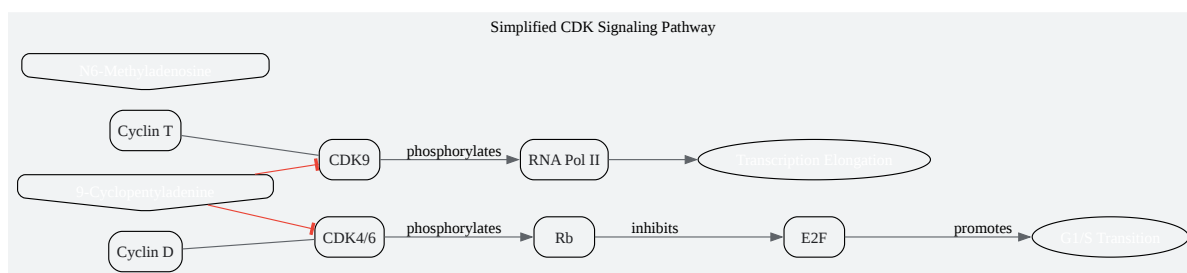 Simplified CDK Signaling Pathway
N6-Methyladenosine
Cyclin T
CDK9
phosphorylates
RNA Pol II
Transcription Elongation
9-Cyclopentyladenine
CDK4/6
phosphorylates
Rb
inhibits
E2F
promotes
G1/S Transition
Cyclin D